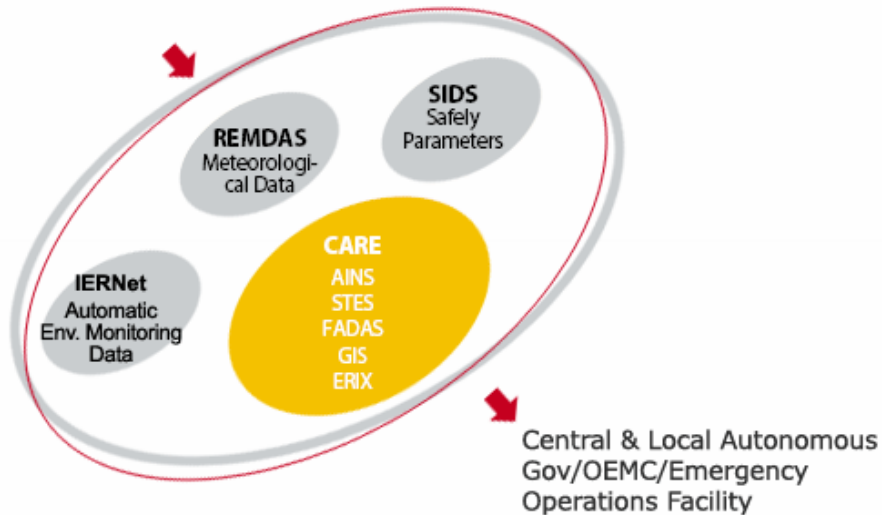 SIDS
Safely
Parameters
REMDAS
Meteorologi-
cal Data
IERNet
Automatic
Env. Monitoring
Data
CARE
AINS
STES
FADAS
GIS
ERIX
Central & Local Autonomous
Gov/OEMC/Emergency
Operations Facility